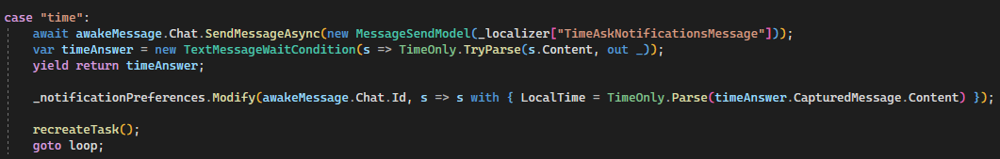 case "time":
await awakeMessage.Chat.SendMessageAsync(new MessageSendModel(_localizer["TimeAskNotificationsMessage"]));
var timeAnswer = new TextMessageWaitCondition(s => TimeOnly.TryParse(s.Content, out _));
yield return timeAnswer;
_notificationPreferences.Modify(awakeMessage.Chat.Id, s => s with { LocalTime = TimeOnly.Parse(timeAnswer.CapturedMessage.Content) });
recreateTask();
goto loop;